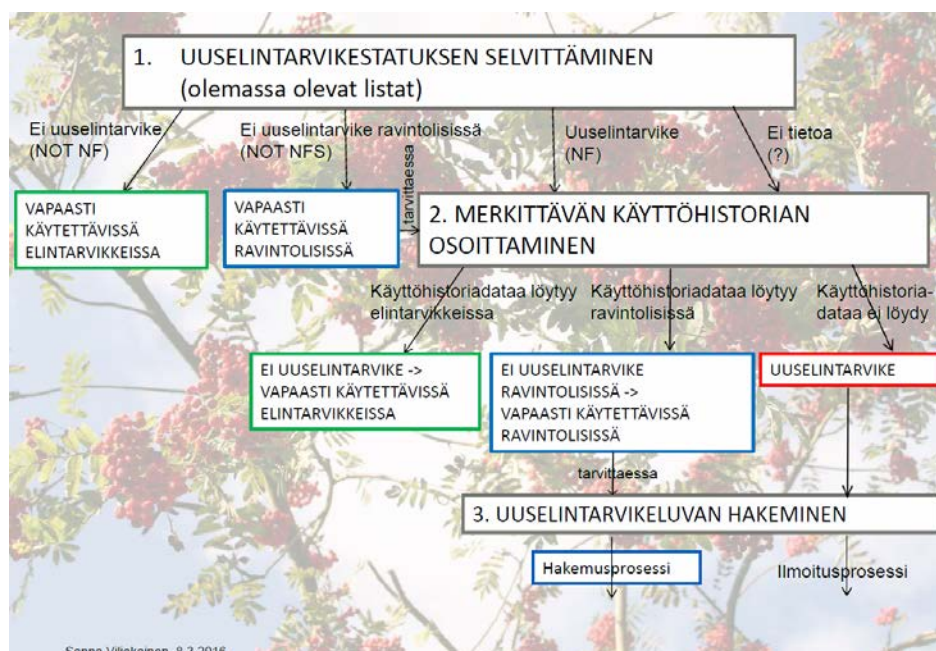 1. UUSELINTARVIKESTATUKSEN SELVITTÄMINEN
(olemassa olevat listat)
Ei uuselintarvike
(NOT NF)
Ei uuselintarvike ravintolisissä
(NOT NFS)
Uuselintarvike
(NF)
Ei tietoa
(?)
VAPAASTI
KÄYTETTÄVISSÄ
ELINTARVIKKEISSA
VAPAASTI
KÄYTETTÄVISSÄ
RAVINTOLISISSÄ
tarvittaessa
2. MERKITTÄVÄN KÄYTTÖHISTORIAN
OSOITTAMINEN
Käyttöhistoriadataa löytyy
elintarvikkeissa
Käyttöhistoriadataa löytyy
ravintolisissä
Käyttöhistoria-
dataa ei löydy
EI UUSELINTARVIKE ->
VAPAASTI KÄYTETTÄVISSÄ
ELINTARVIKKEISSA
EI UUSELINTARVIKE
RAVINTOLISISSÄ ->
VAPAASTI KÄYTETTÄVISSÄ
RAVINTOLISISSÄ
UUSELINTARVIKE
tarvittaessa
3. UUSELINTARVIKELUVAN HAKEMINEN
Hakemusprosessi
Ilmoitusprosessi